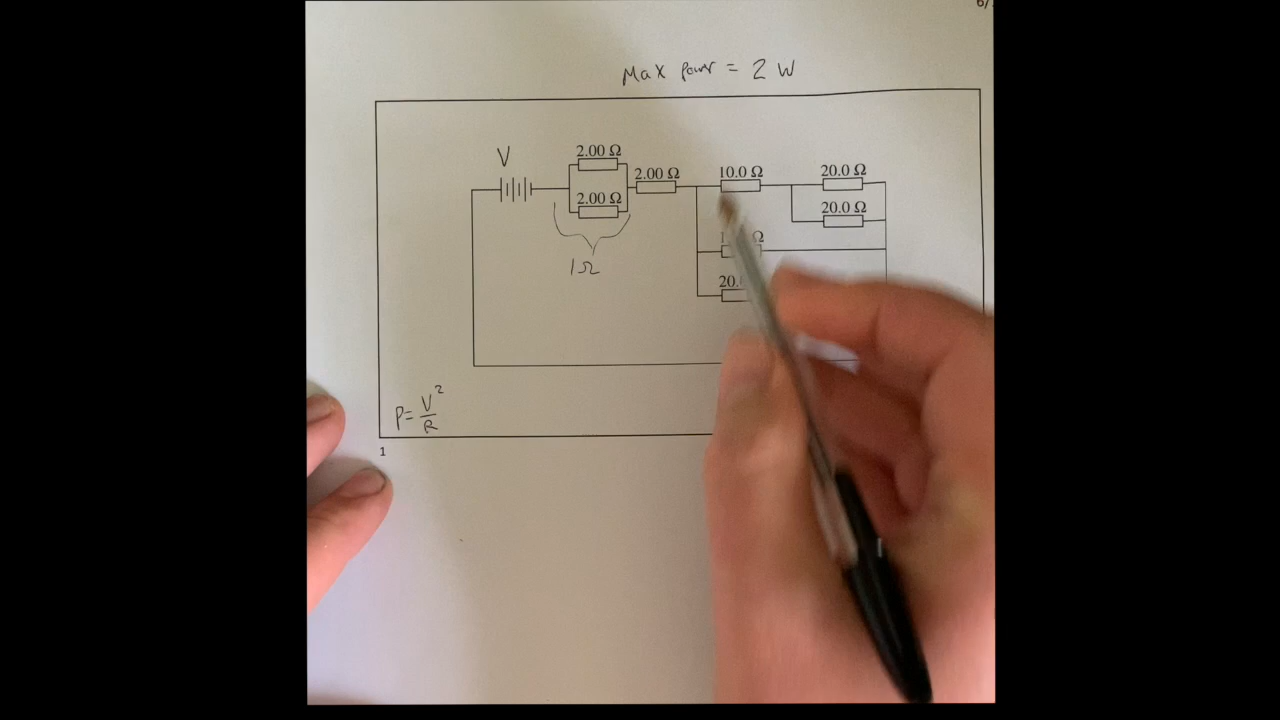 Max Power = 2 W
V
2.00 Ω
2.00 Ω
2.00 Ω
10.0 Ω
20.0 Ω
20.0 Ω
1Ω
P= V²
R
1